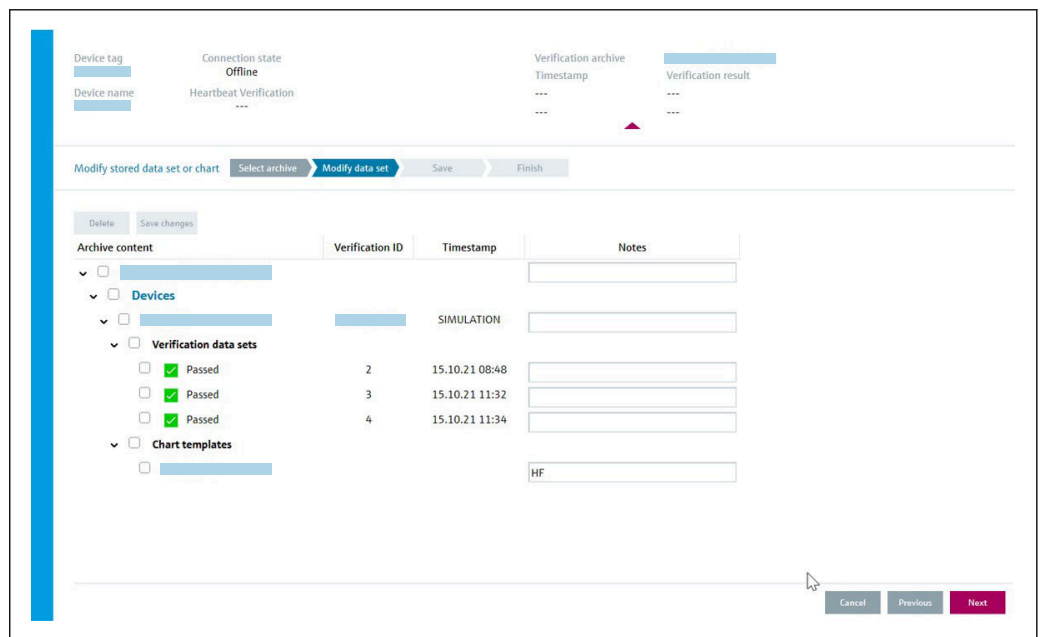 Device tag Connection state Verification archive
Offline Timestamp Verification result
Device name Heartbeat Verification --- ---
--- --- ---
Modify stored data set or chart Select archive Modify data set Save Finish
Delete Save changes
Archive content Verification ID Timestamp Notes
Devices
SIMULATION
Verification data sets
Passed 2 15.10.21 08:48
Passed 3 15.10.21 11:32
Passed 4 15.10.21 11:34
Chart templates
HF
Cancel Previous Next